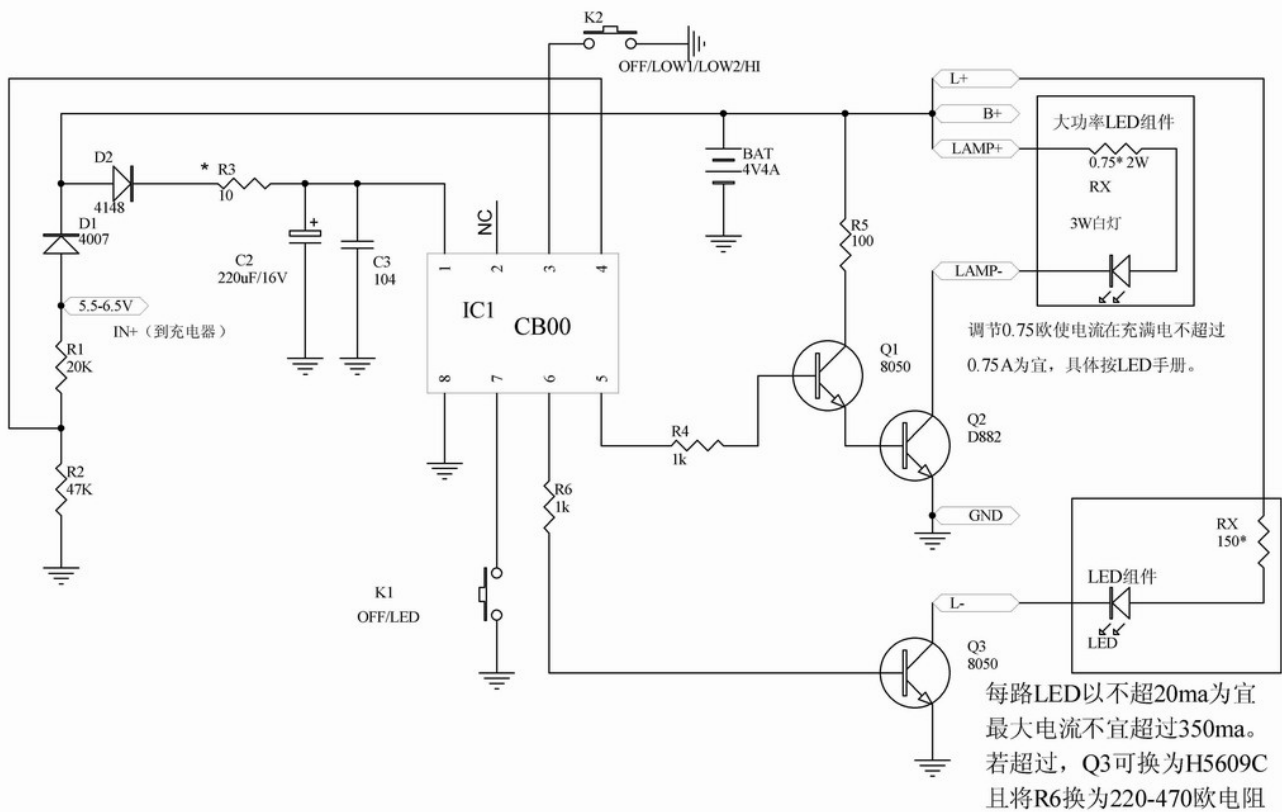 K2
OFF/LOW1/LOW2/HI
L+
B+
LAMP+
大功率LED组件
0.75* 2W
RX
3W白灯
LAMP-
调节0.75欧使电流在充满电不超过
0.75A为宜，具体按LED手册。
D2
4148
* R3
10
D1
4007
5.5-6.5V
IN+（到充电器）
R1
20K
R2
47K
+
C2
220uF/16V
C3
104
NC
1
2
3
4
IC1
CB00
8
7
6
5
BAT
4V4A
R5
100
Q1
8050
R4
1k
Q2
D882
GND
R6
1k
K1
OFF/LED
RX
150*
LED组件
LED
L-
Q3
8050
每路LED以不超20ma为宜
最大电流不宜超过350ma。
若超过，Q3可换为H5609C
且将R6换为220-470欧电阻